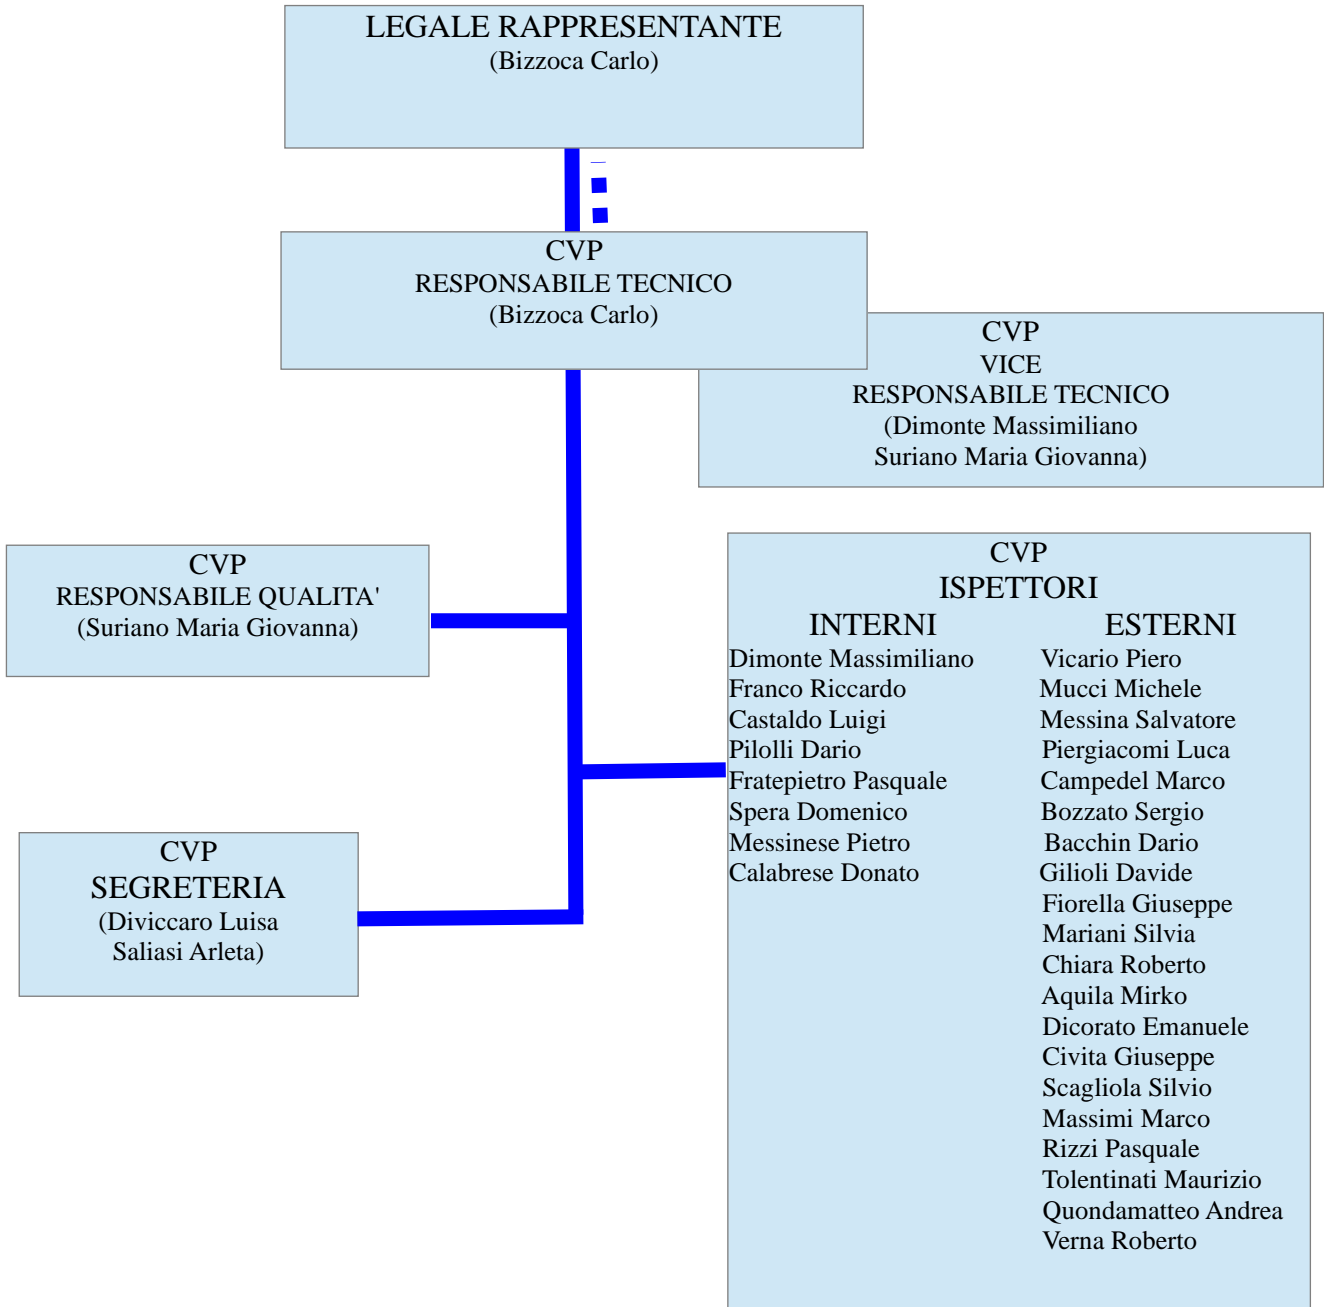 LEGALE RAPPRESENTANTE
(Bizzoca Carlo)
CVP
RESPONSABILE TECNICO
(Bizzoca Carlo)
CVP
VICE
RESPONSABILE TECNICO
(Dimonte Massimiliano
Suriano Maria Giovanna)
CVP
RESPONSABILE QUALITA'
(Suriano Maria Giovanna)
CVP
SEGRETERIA
(Diviccaro Luisa
Saliasi Arleta)
CVP
ISPETTORI
INTERNI ESTERNI
Dimonte Massimiliano Vicario Piero
Franco Riccardo Mucci Michele
Castaldo Luigi Messina Salvatore
Pilolli Dario Piergiacomi Luca
Fratepietro Pasquale Campedel Marco
Spera Domenico Bozzato Sergio
Messinese Pietro Bacchin Dario
Calabrese Donato Gilioli Davide
Fiorella Giuseppe
Mariani Silvia
Chiara Roberto
Aquila Mirko
Dicorato Emanuele
Civita Giuseppe
Scagliola Silvio
Massimi Marco
Rizzi Pasquale
Tolentinati Maurizio
Quondamatteo Andrea
Verna Roberto